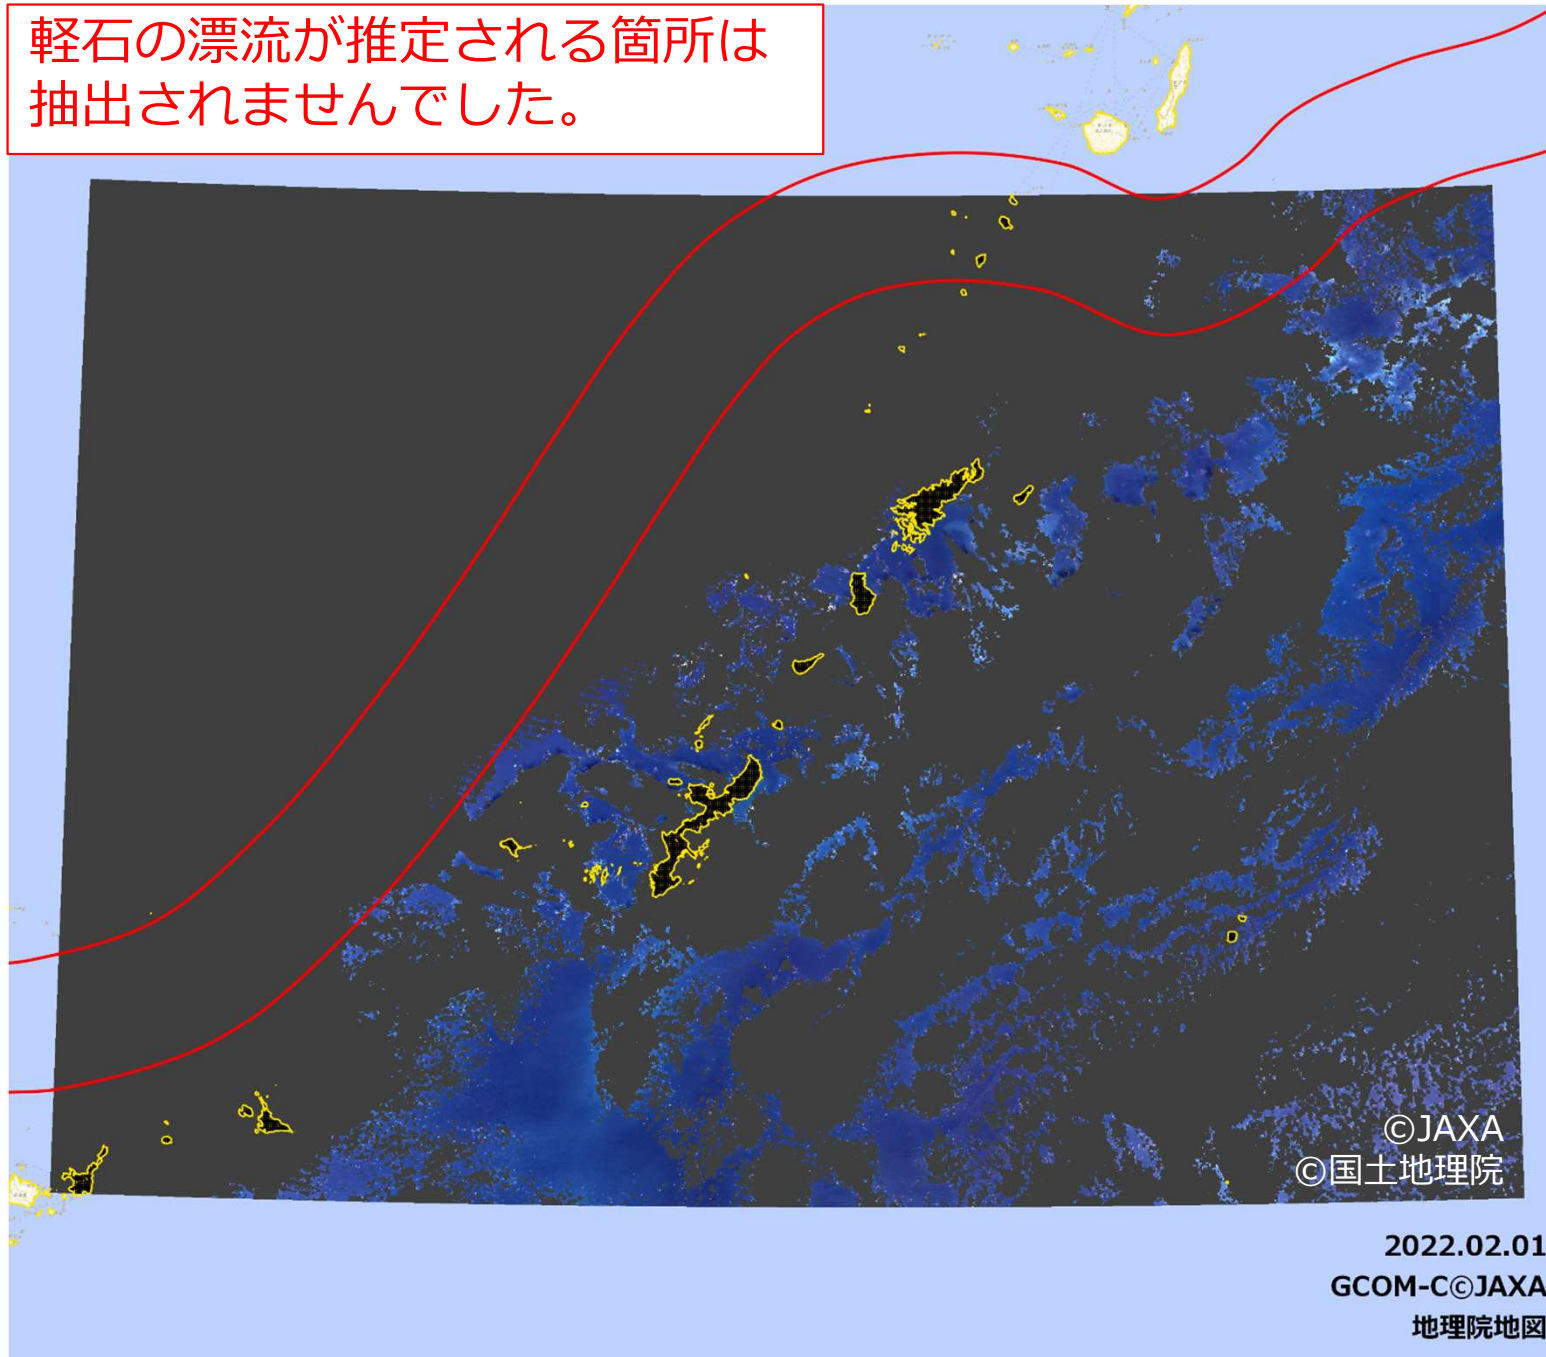 軽石の漂流が推定される箇所は
抽出されませんでした。
©JAXA
©国土地理院
2022.02.01
GCOM-C©JAXA
地理院地図